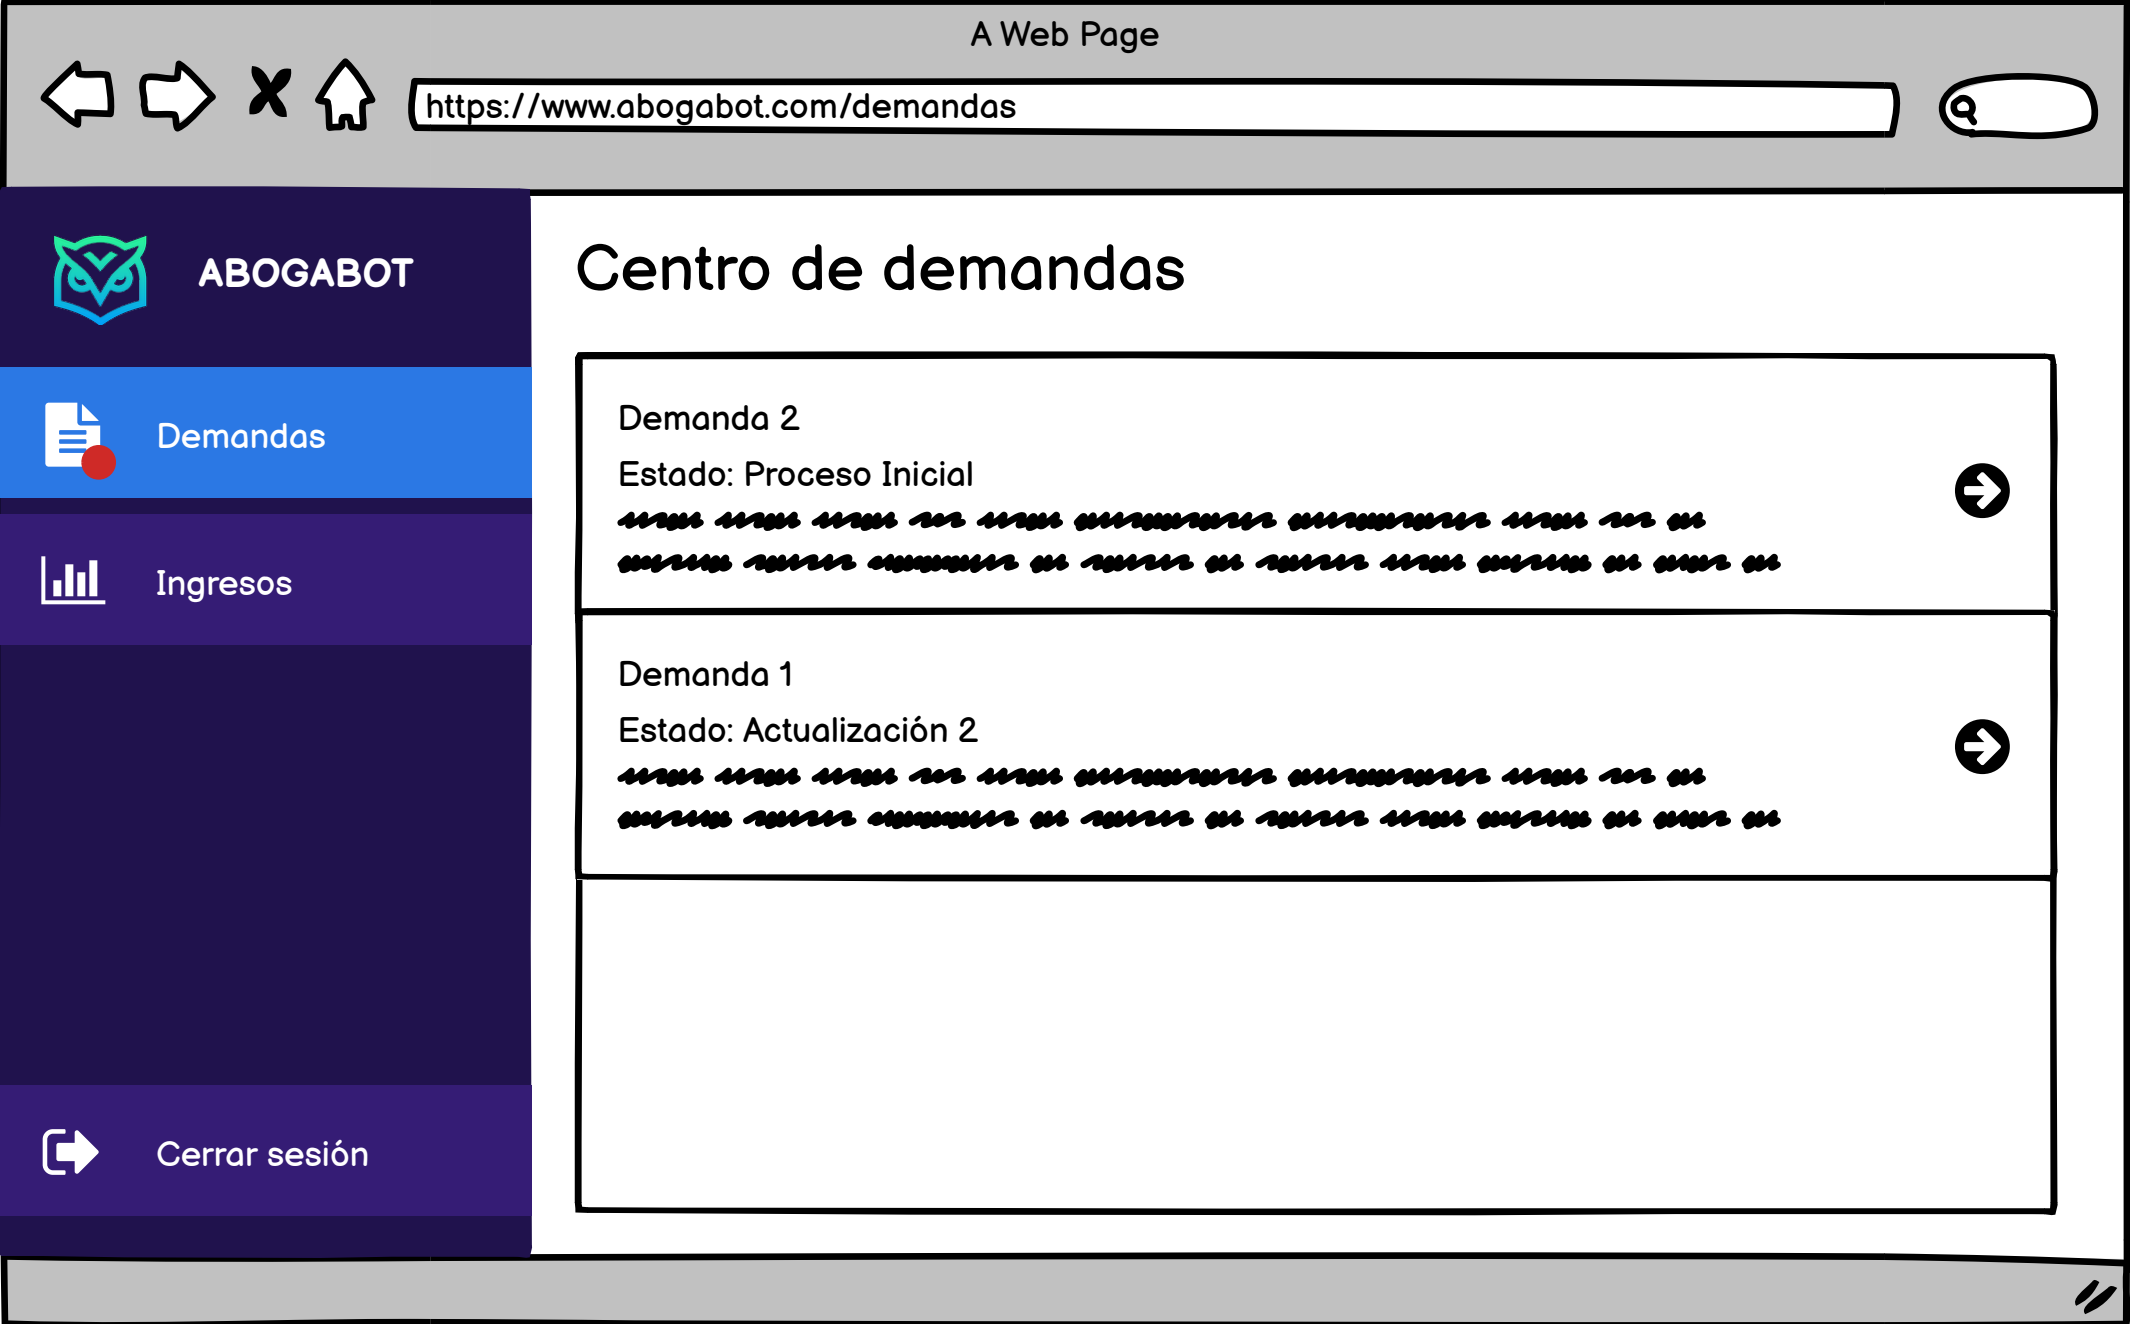 A Web Page
https://www.abogabot.com/demandas
ABOGABOT
Demandas
Ingresos
Cerrar sesión
Centro de demandas
Demanda 2
Estado: Proceso Inicial
Demanda 1
Estado: Actualización 2